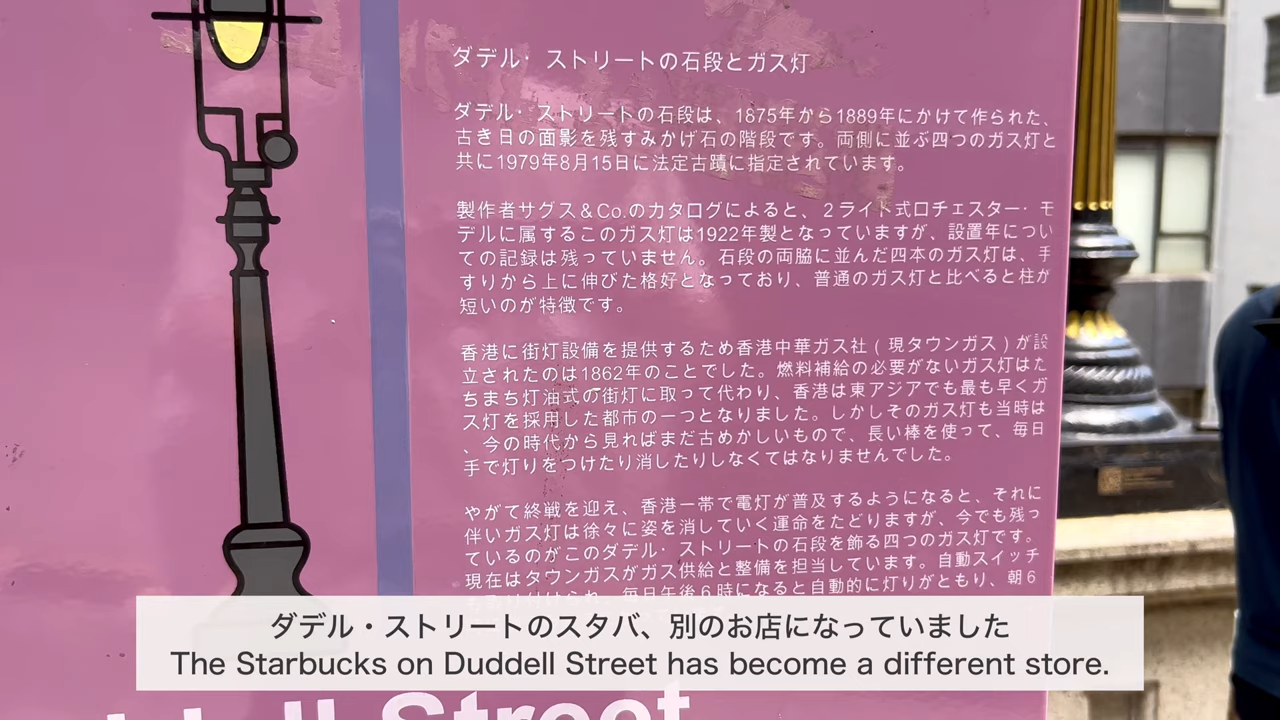 ダデル・ストリートの石段とガス灯
ダデル・ストリートの石段は、1875年から1889年にかけて作られた、
古き日の面影を残すみかげ石の階段です。両側に並ぶ四つのガス灯と
共に1979年8月15日に法定古蹟に指定されています。
製作者サグス＆Co.のカタログによると、２ライト式ロチェスター・モ
デルに属するこのガス灯は1922年製となっていますが、設置年につい
ての記録は残っていません。石段の両脇に並んだ四本のガス灯は、手
すりから上に伸びた格好となっており、普通のガス灯と比べると柱が
短いのが特徴です。
香港に街灯設備を提供するため香港中華ガス社（現タウンガス）が設
立されたのは1862年のことでした。燃料補給の必要がないガス灯はた
ちまち灯油式の街灯に取って代わり、香港は東アジアでも最も早くガ
ス灯を採用した都市の一つとなりました。しかしそのガス灯も当時は
、今の時代から見ればまだ古めかしいもので、長い棒を使って、毎日
手で灯りをつけたり消したりしなくてはなりませんでした。
やがて終戦を迎え、香港一帯で電灯が普及するようになると、それに
伴いガス灯は徐々に姿を消していく運命をたどりますが、今でも残っ
ているのがこのダデル・ストリートの石段を飾る四つのガス灯です。
現在はタウンガスがガス供給と整備を担当しています。自動スイッチ
毎日午後６時になると自動的に灯りがともり、朝６
ダデル・ストリートのスタバ、別のお店になっていました
The Starbucks on Duddell Street has become a different store.
Street